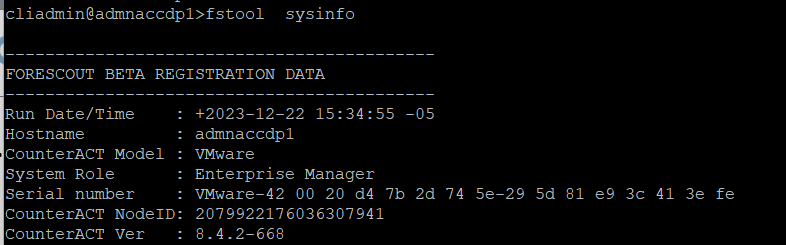 cliadmin@admnaccdp1>fstool  sysinfo
-------------------------------------------
FORESCOUT BETA REGISTRATION DATA
-------------------------------------------
Run Date/Time    : +2023-12-22 15:34:55 -05
Hostname         : admnaccdp1
CounterACT Model : VMware
System Role      : Enterprise Manager
Serial number    : VMware-42 00 20 d4 7b 2d 74 5e-29 5d 81 e9 3c 41 3e fe
CounterACT NodeID: 2079922176036307941
CounterACT Ver   : 8.4.2-668